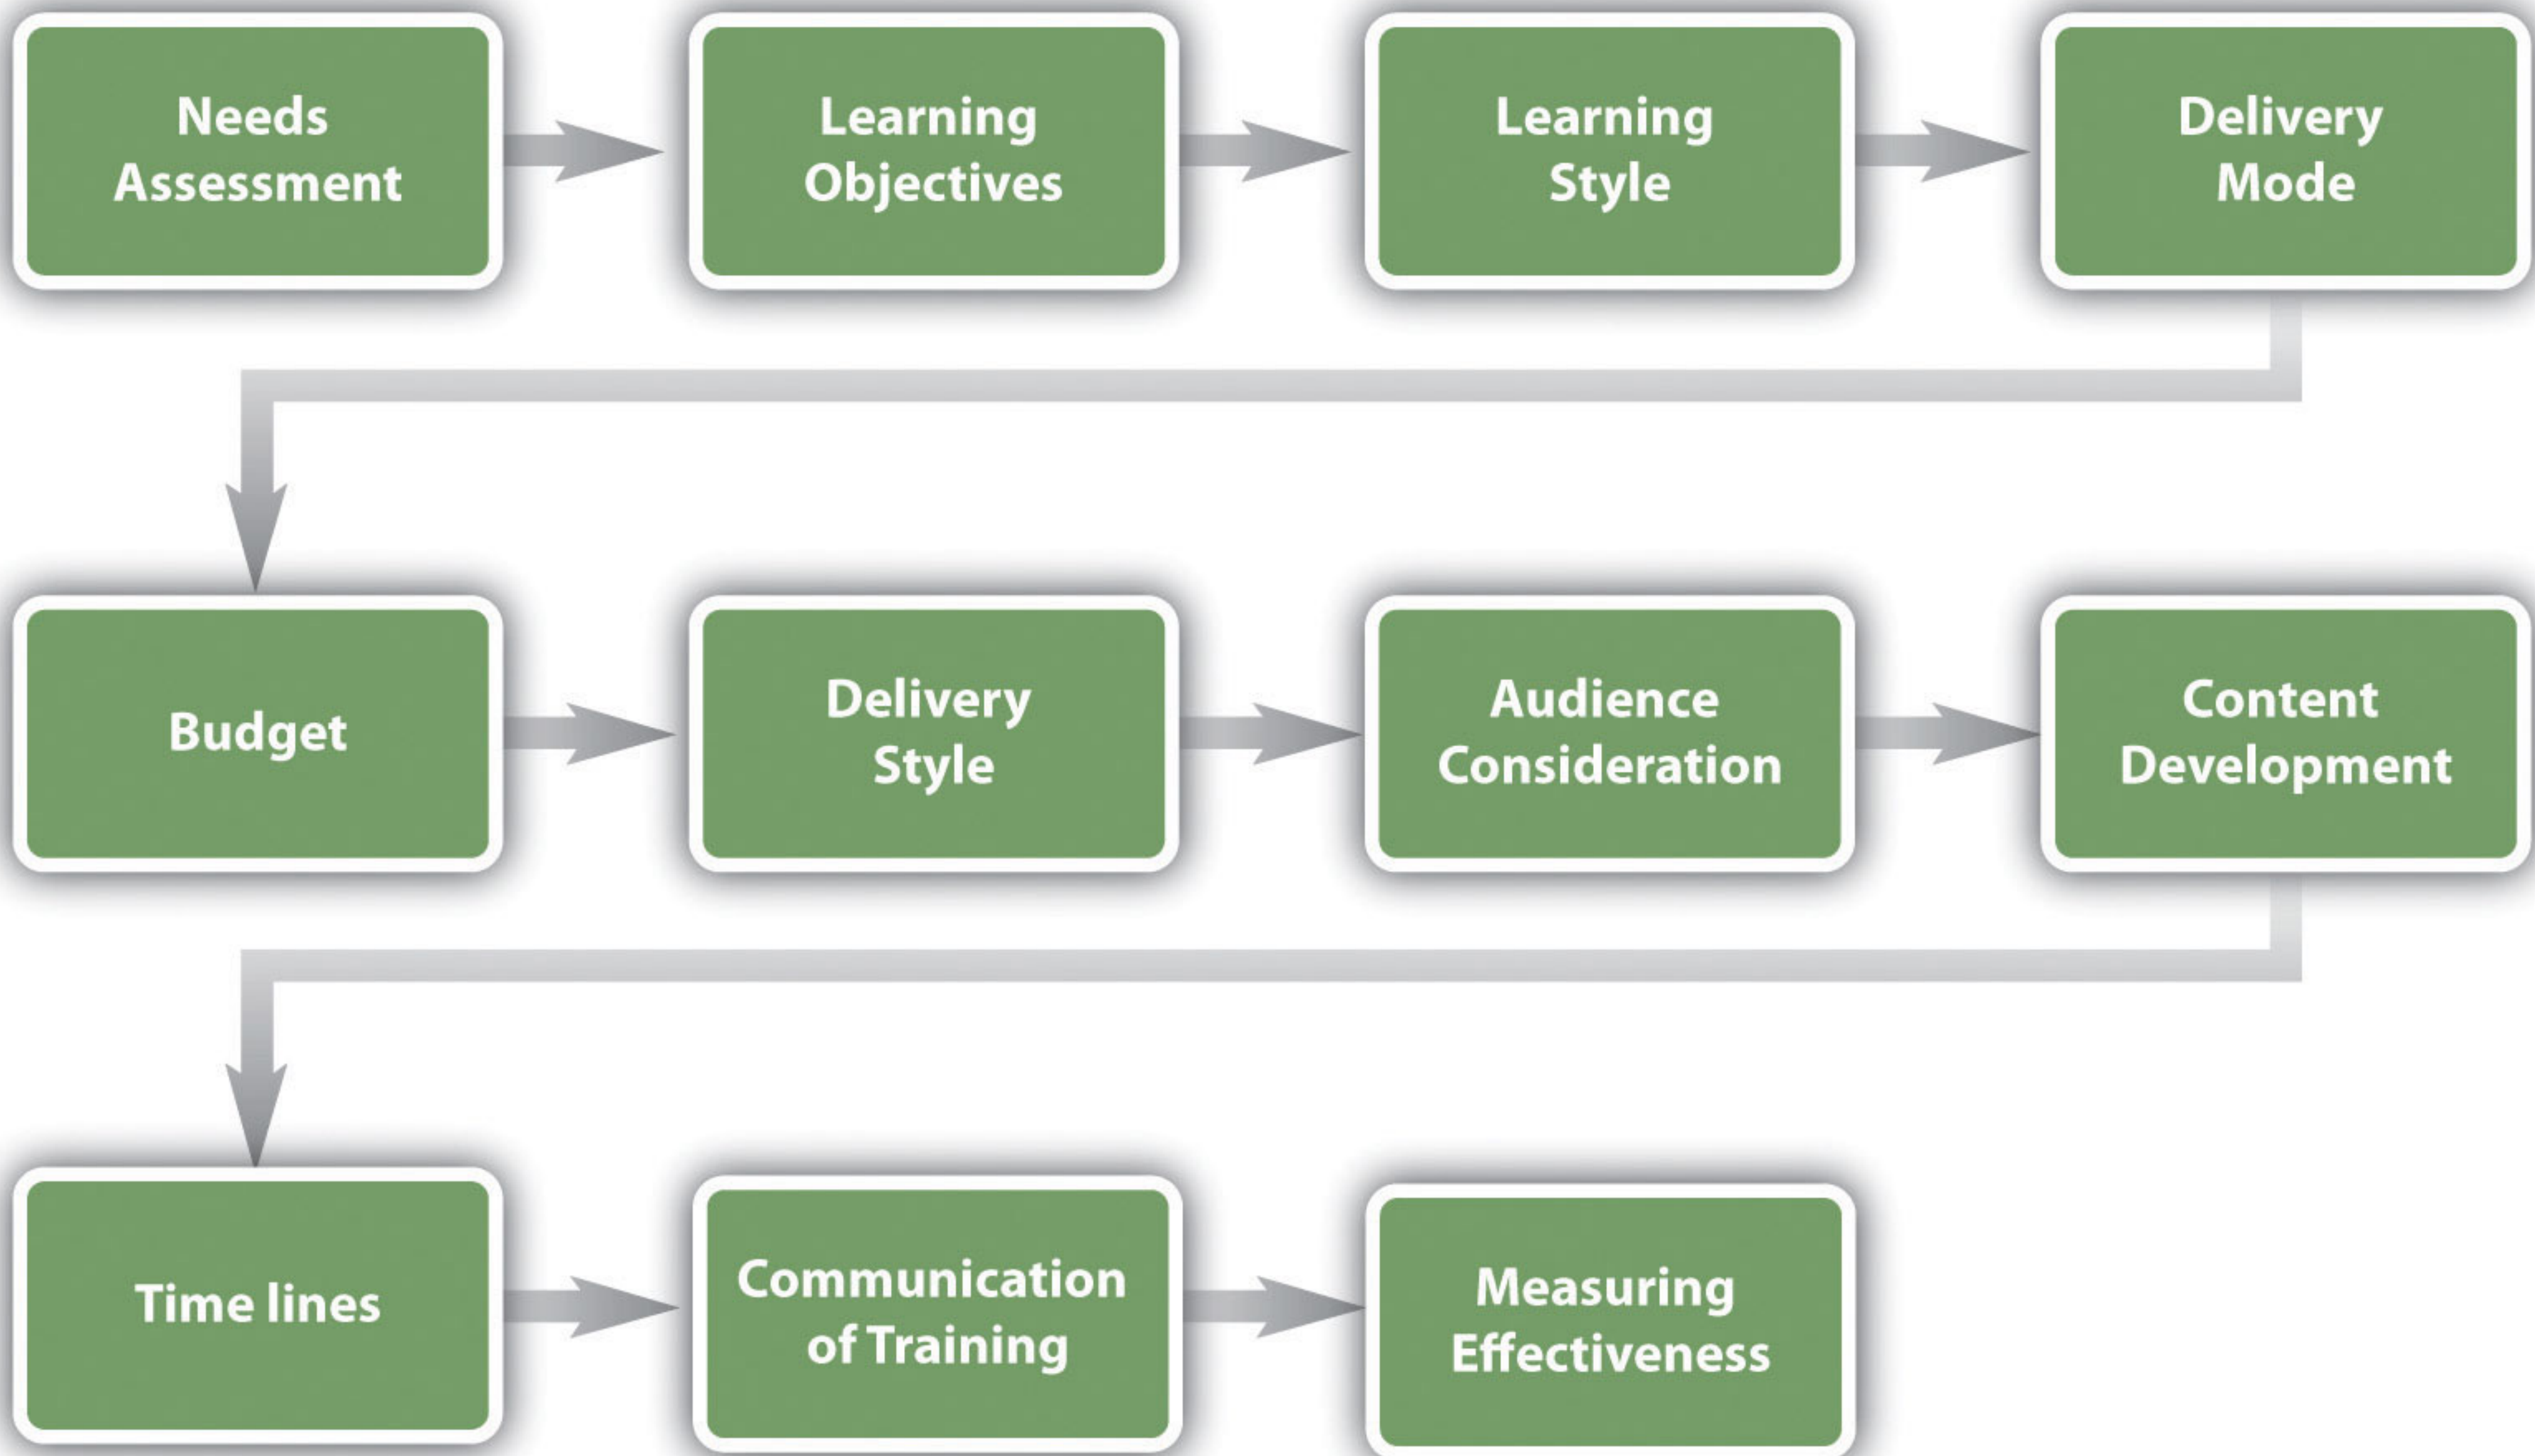 Needs
Assessment
Learning
Objectives
Learning
Style
Delivery
Mode
Budget
Delivery
Style
Audience
Consideration
Content
Development
Time lines
Communication
of Training
Measuring
Effectiveness